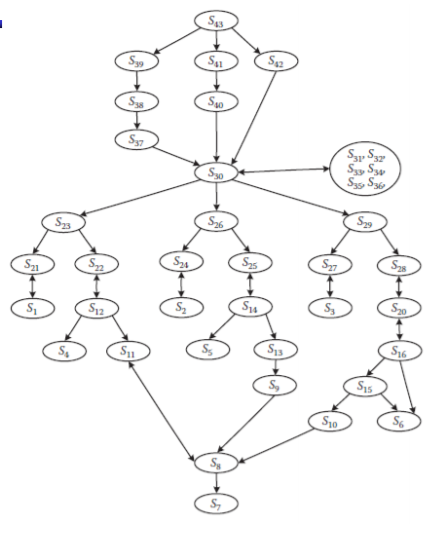 S43
S39 S41 S42
S38 S40
S37
S30
S31, S32,
S33, S34,
S35, S36,
S23 S26 S29
S21 S22 S24 S25 S27 S28
S1 S12 S2 S14 S3 S20
S4 S11 S5 S13 S16
S9 S15
S10 S6
S8
S7